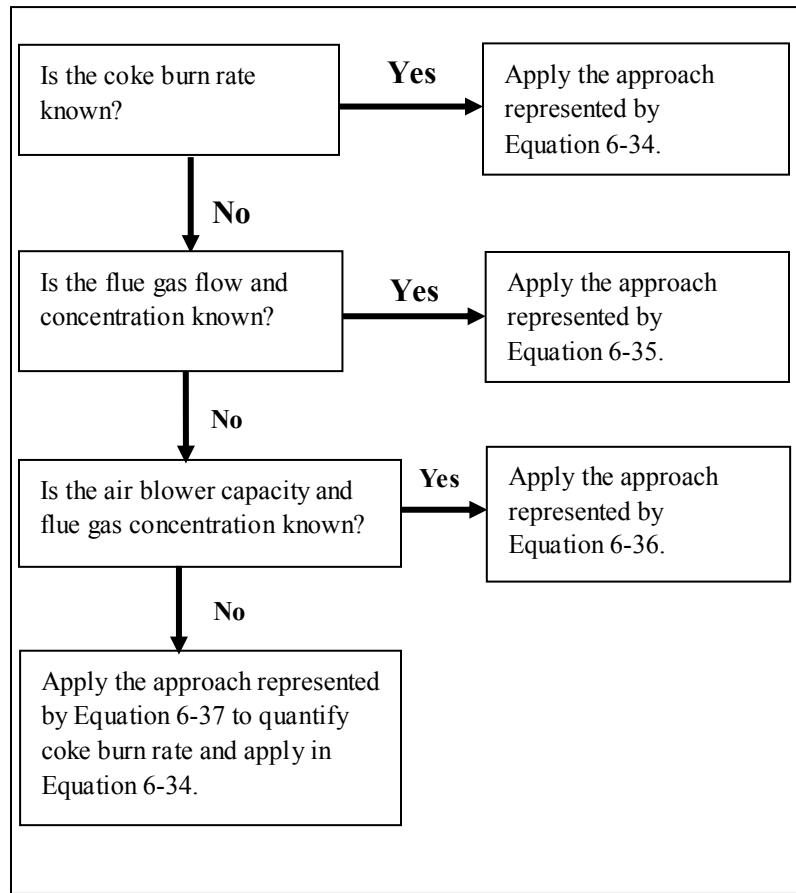 Is the coke burn rate
known?
Yes
Apply the approach
represented by
Equation 6-34.
No
Is the flue gas flow and
concentration known?
Yes
Apply the approach
represented by
Equation 6-35.
No
Is the air blower capacity and
flue gas concentration known?
Yes
Apply the approach
represented by
Equation 6-36.
No
Apply the approach represented
by Equation 6-37 to quantify
coke burn rate and apply in
Equation 6-34.